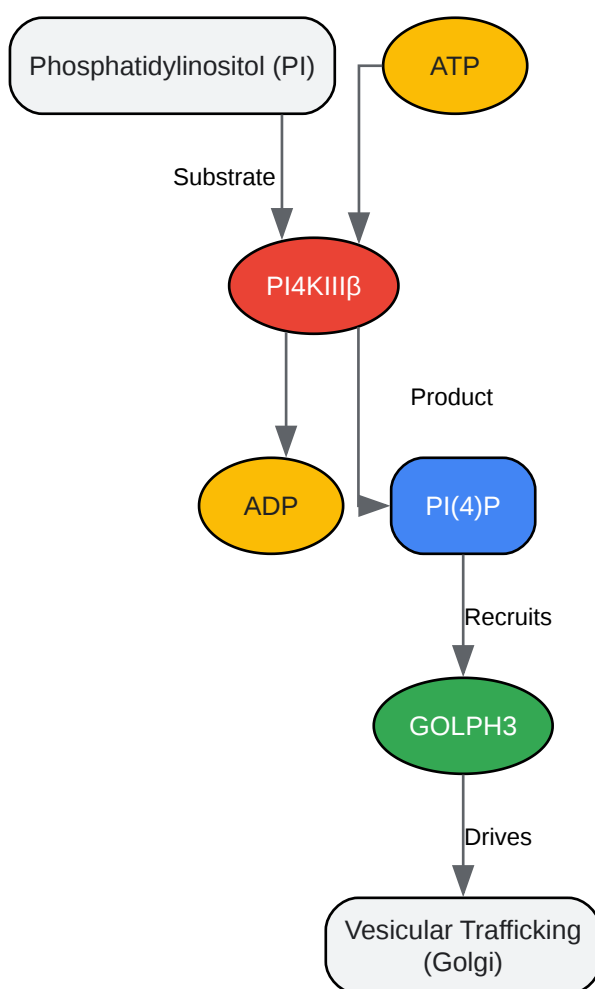 Phosphatidylinositol (PI)
ATP
Substrate
PI4KIIIβ
Product
ADP
PI(4)P
Recruits
GOLPH3
Drives
Vesicular Trafficking
(Golgi)